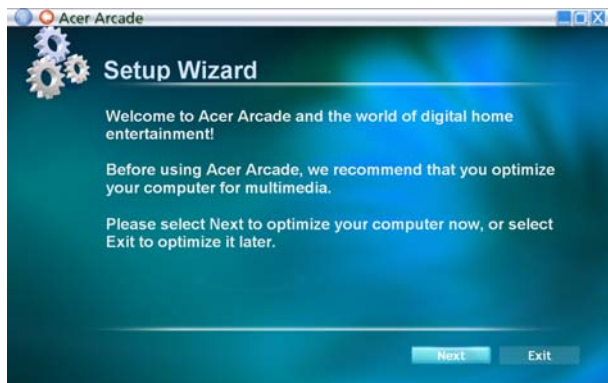 Acer Arcade
Setup Wizard
Welcome to Acer Arcade and the world of digital home
entertainment!
Before using Acer Arcade, we recommend that you optimize
your computer for multimedia.
Please select Next to optimize your computer now, or select
Exit to optimize it later.
Next Exit